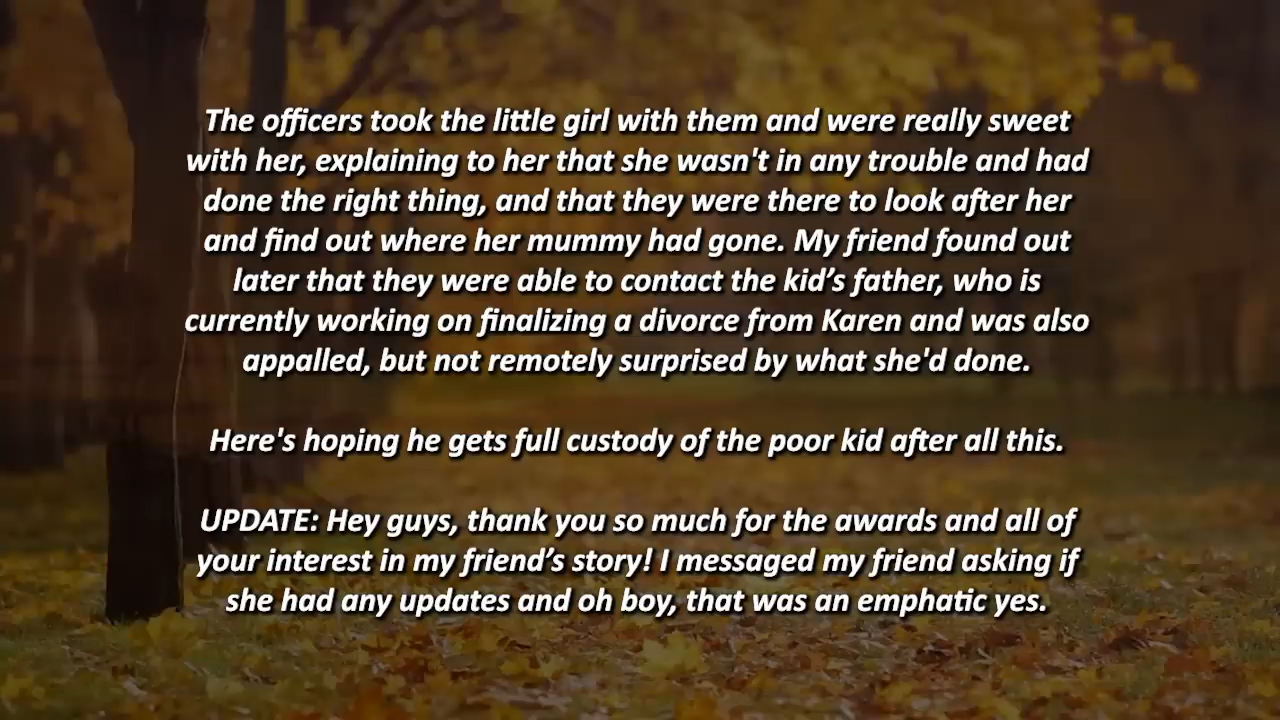 The officers took the little girl with them and were really sweet
with her, explaining to her that she wasn't in any trouble and had
done the right thing, and that they were there to look after her
and find out where her mummy had gone. My friend found out
later that they were able to contact the kid’s father, who is
currently working on finalizing a divorce from Karen and was also
appalled, but not remotely surprised by what she'd done.
Here's hoping he gets full custody of the poor kid after all this.
UPDATE: Hey guys, thank you so much for the awards and all of
your interest in my friend’s story! I messaged my friend asking if
she had any updates and oh boy, that was an emphatic yes.